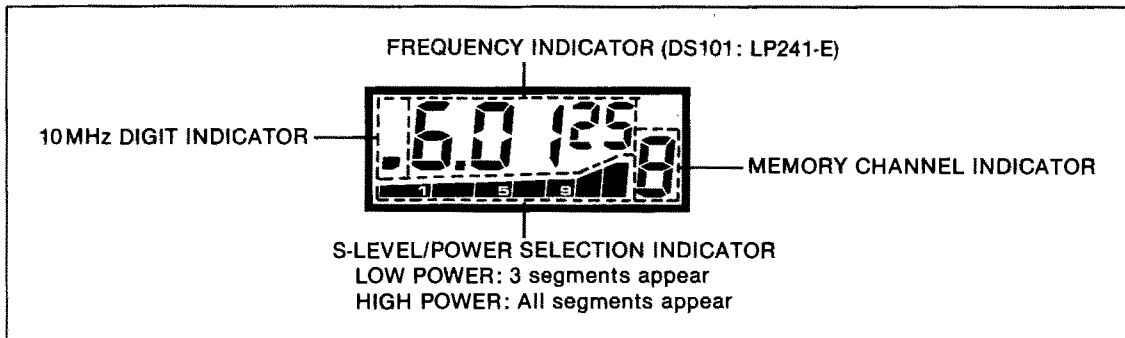 FREQUENCY INDICATOR (DS101: LP241-E)
.6.0125
10MHz DIGIT INDICATOR
8
MEMORY CHANNEL INDICATOR
1 5 9
S-LEVEL/POWER SELECTION INDICATOR
LOW POWER: 3 segments appear
HIGH POWER: All segments appear